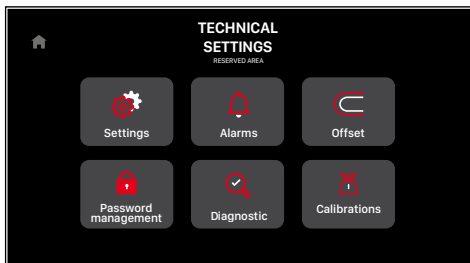 TECHNICAL
SETTINGS
RESERVED AREA
Settings
Alarms
Offset
Password
management
Diagnostic
Calibrations